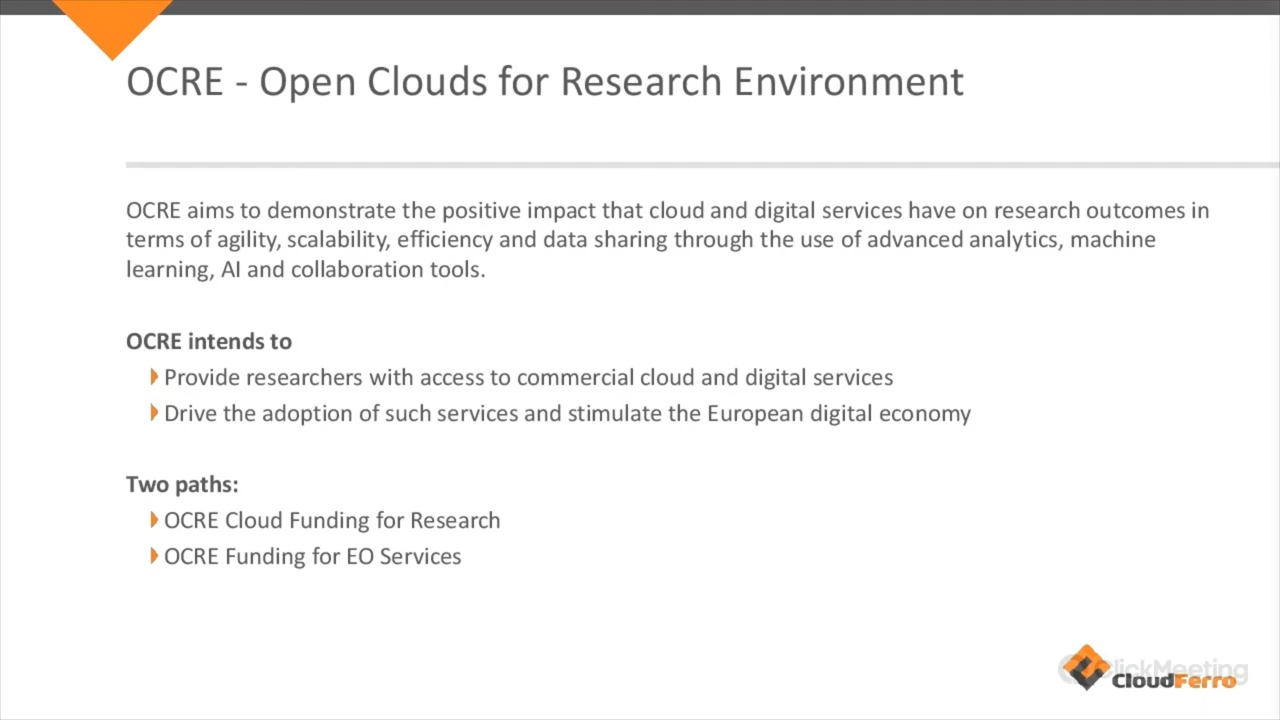 OCRE - Open Clouds for Research Environment
OCRE aims to demonstrate the positive impact that cloud and digital services have on research outcomes in
terms of agility, scalability, efficiency and data sharing through the use of advanced analytics, machine
learning, AI and collaboration tools.
OCRE intends to
Provide researchers with access to commercial cloud and digital services
Drive the adoption of such services and stimulate the European digital economy
Two paths:
OCRE Cloud Funding for Research
OCRE Funding for EO Services
ClickMeeting
CloudFerro